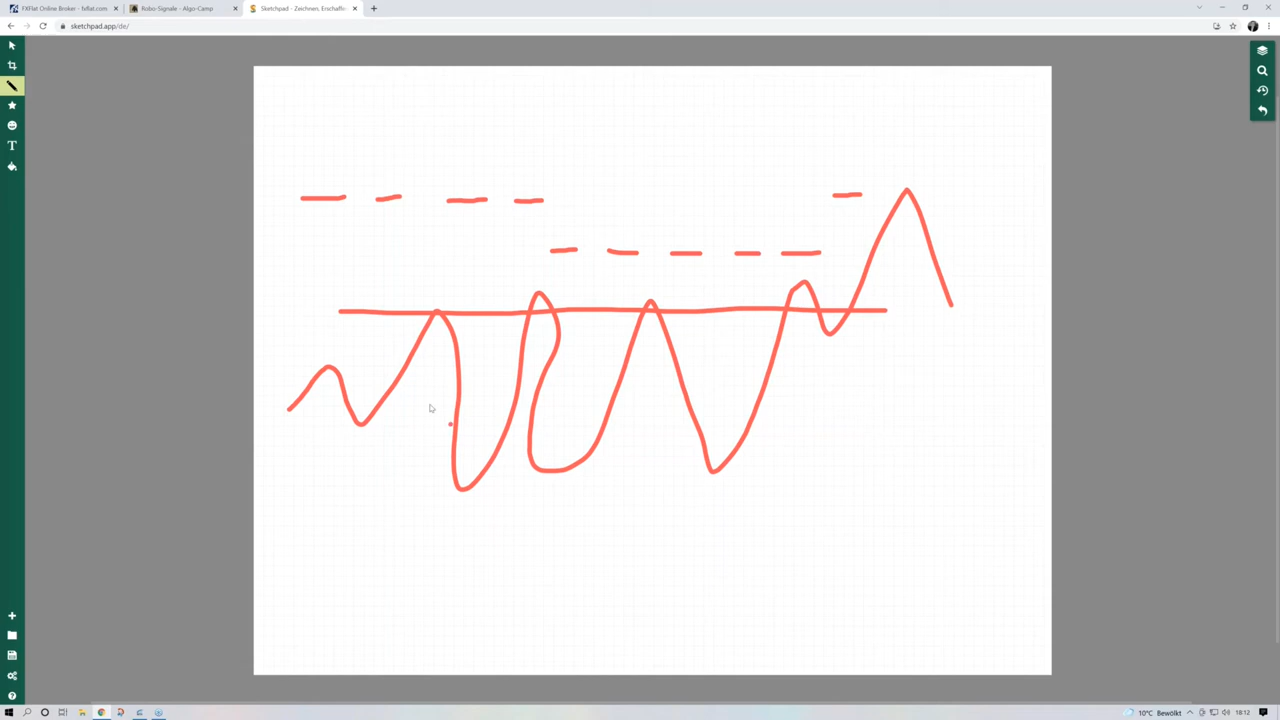 FXFlat Online Broker - fxflat.com
Robo-Signale - Algo-Camp
Sketchpad - Zeichnen, Erschaffe
sketchpad.app/de/
T
10°C Bewölkt
18:12